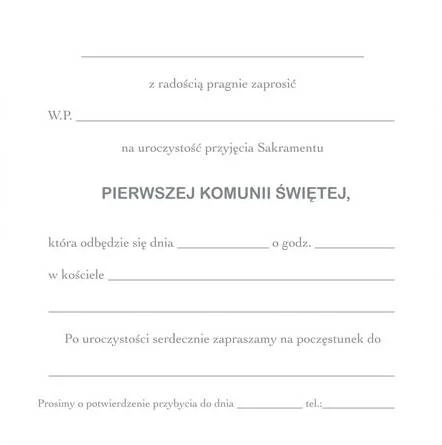 z radością pragnie zaprosić
W.P.
na uroczystość przyjęcia Sakramentu
PIERWSZEJ KOMUNII ŚWIĘTEJ,
która odbędzie się dnia o godz.
w kościele
Po uroczystości serdecznie zapraszamy na poczęstunek do
Prosimy o potwierdzenie przybycia do dnia tel.: